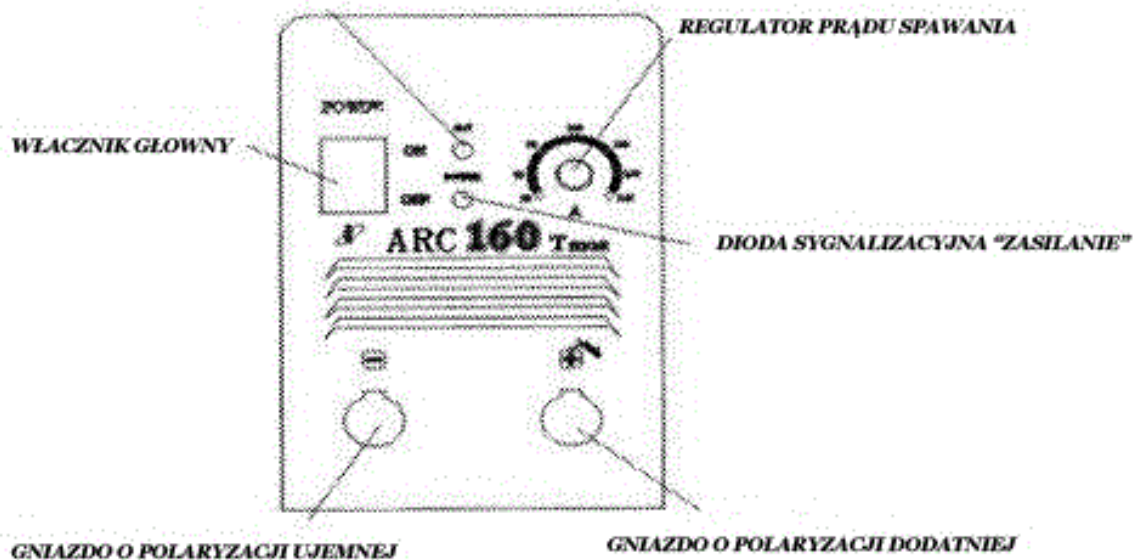 REGULATOR PRĄDU SPAWANIA
POWER
WŁACZNIK GŁOWNY
ON
OFF
A
ARC 160 Tmos
DIODA SYGNALIZACYJNA "ZASILANIE"
-
+
GNIAZDO O POLARYZACJI UJEMNEJ
GNIAZDO O POLARYZACJI DODATNIEJ